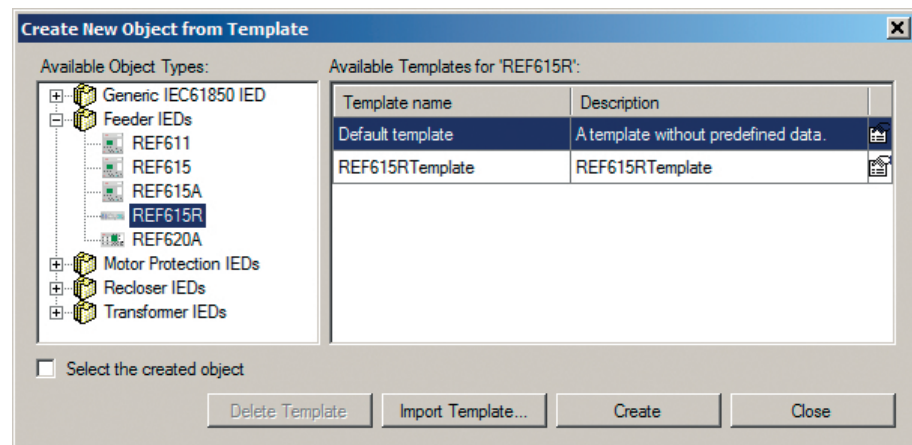 Create New Object from Template
Available Object Types:
Generic IEC61850 IED
Feeder IEDs
REF611
REF615
REF615A
REF615R
REF620A
Motor Protection IEDs
Recloser IEDs
Transformer IEDs
Available Templates for 'REF615R':
Template name Description
Default template A template without predefined data.
REF615RTemplate REF615RTemplate
Select the created object
Delete Template Import Template... Create Close